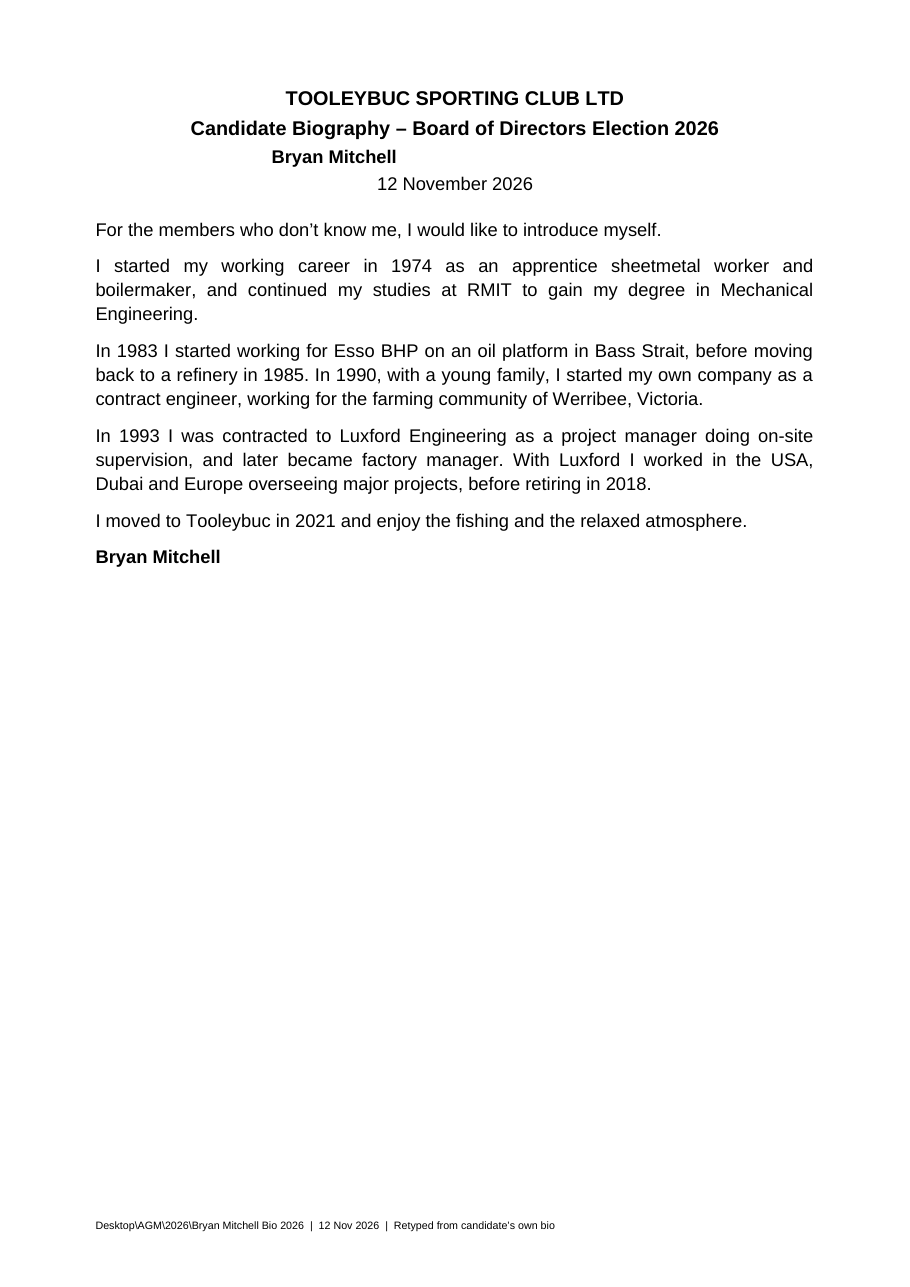 TOOLEYBUC SPORTING CLUB LTD
Candidate Biography – Board of Directors Election 2026
Bryan Mitchell
12 November 2026
For the members who don’t know me, I would like to introduce myself.
I started my working career in 1974 as an apprentice sheetmetal worker and
boilermaker, and continued my studies at RMIT to gain my degree in Mechanical
Engineering.
In 1983 I started working for Esso BHP on an oil platform in Bass Strait, before moving
back to a refinery in 1985. In 1990, with a young family, I started my own company as a
contract engineer, working for the farming community of Werribee, Victoria.
In 1993 I was contracted to Luxford Engineering as a project manager doing on-site
supervision, and later became factory manager. With Luxford I worked in the USA,
Dubai and Europe overseeing major projects, before retiring in 2018.
I moved to Tooleybuc in 2021 and enjoy the fishing and the relaxed atmosphere.
Bryan Mitchell
Desktop\AGM\2026\Bryan Mitchell Bio 2026 | 12 Nov 2026 | Retyped from candidate’s own bio